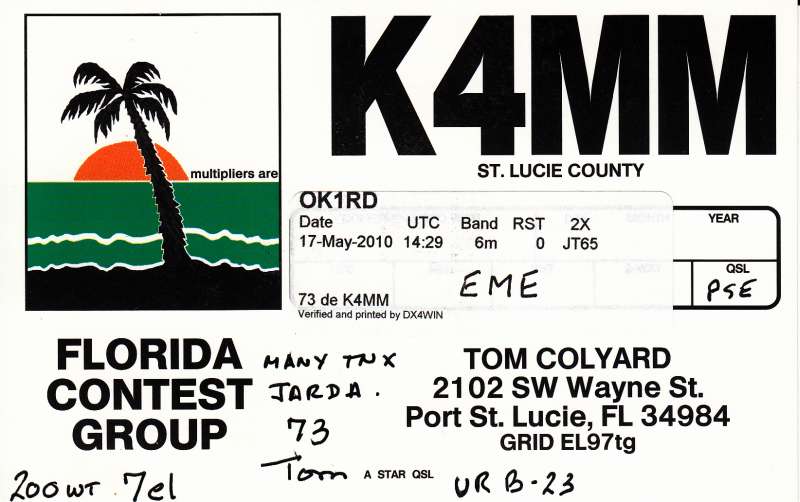 K4MM
ST. LUCIE COUNTY
multipliers are
OK1RD
Date UTC Band RST 2X
17-May-2010 14:29 6m 0 JT65
YEAR
EME
QSL
PSE
73 de K4MM
Verified and printed by DX4WIN
FLORIDA
CONTEST
GROUP
MANY TNX
JARDA.
73
Tom
TOM COLYARD
2102 SW Wayne St.
Port St. Lucie, FL 34984
GRID EL97tg
A STAR QSL
200WT 7el
UR B-23